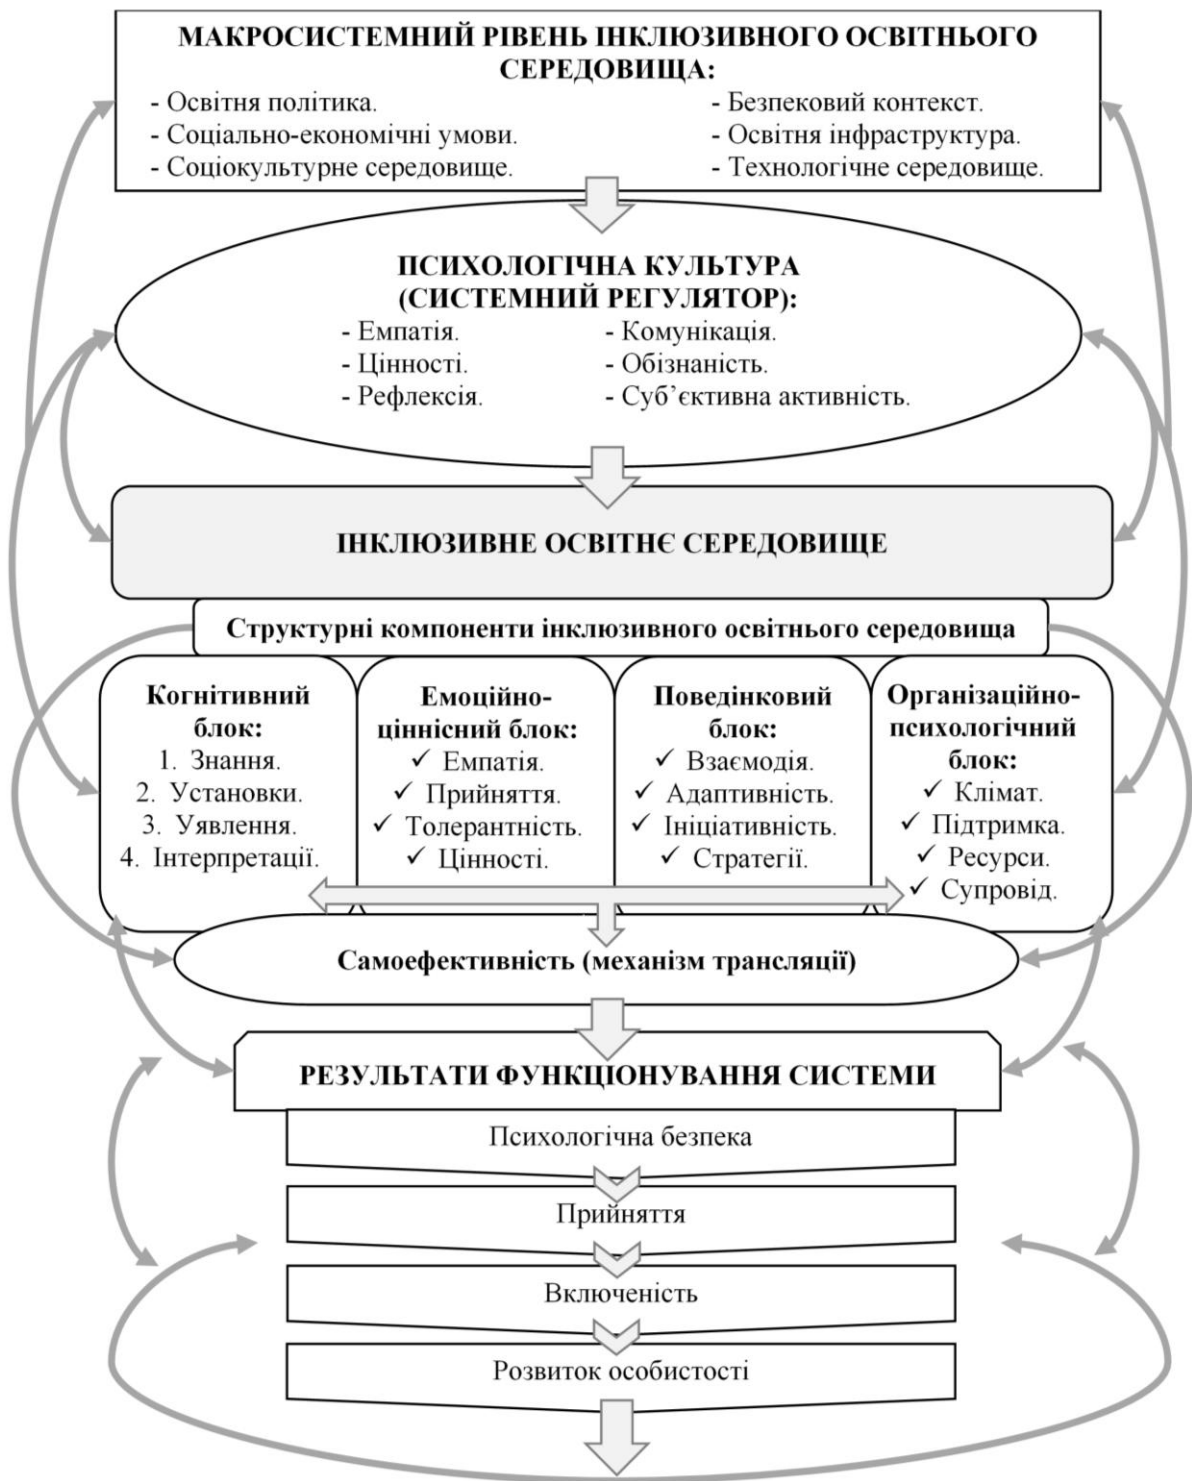 МАКРОСИСТЕМНИЙ РІВЕНЬ ІНКЛЮЗИВНОГО ОСВІТНЬОГО
СЕРЕДОВИЩА:
- Освітня політика.
- Соціально-економічні умови.
- Соціокультурне середовище.
- Безпековий контекст.
- Освітня інфраструктура.
- Технологічне середовище.
ПСИХОЛОГІЧНА КУЛЬТУРА
(СИСТЕМНИЙ РЕГУЛЯТОР):
- Емпатія.
- Цінності.
- Рефлексія.
- Комунікація.
- Обізнаність.
- Суб’єктивна активність.
ІНКЛЮЗИВНЕ ОСВІТНЄ СЕРЕДОВИЩЕ
Структурні компоненти інклюзивного освітнього середовища
Когнітивний
блок:
1. Знання.
2. Установки.
3. Уявлення.
4. Інтерпретації.
Емоційно-
ціннісний блок:
✓ Емпатія.
✓ Прийняття.
✓ Толерантність.
✓ Цінності.
Поведінковий
блок:
✓ Взаємодія.
✓ Адаптивність.
✓ Ініціативність.
✓ Стратегії.
Організаційно-
психологічний
блок:
✓ Клімат.
✓ Підтримка.
✓ Ресурси.
✓ Супровід.
Самоефективність (механізм трансляції)
РЕЗУЛЬТАТИ ФУНКЦІОНУВАННЯ СИСТЕМИ
Психологічна безпека
Прийняття
Включеність
Розвиток особистості